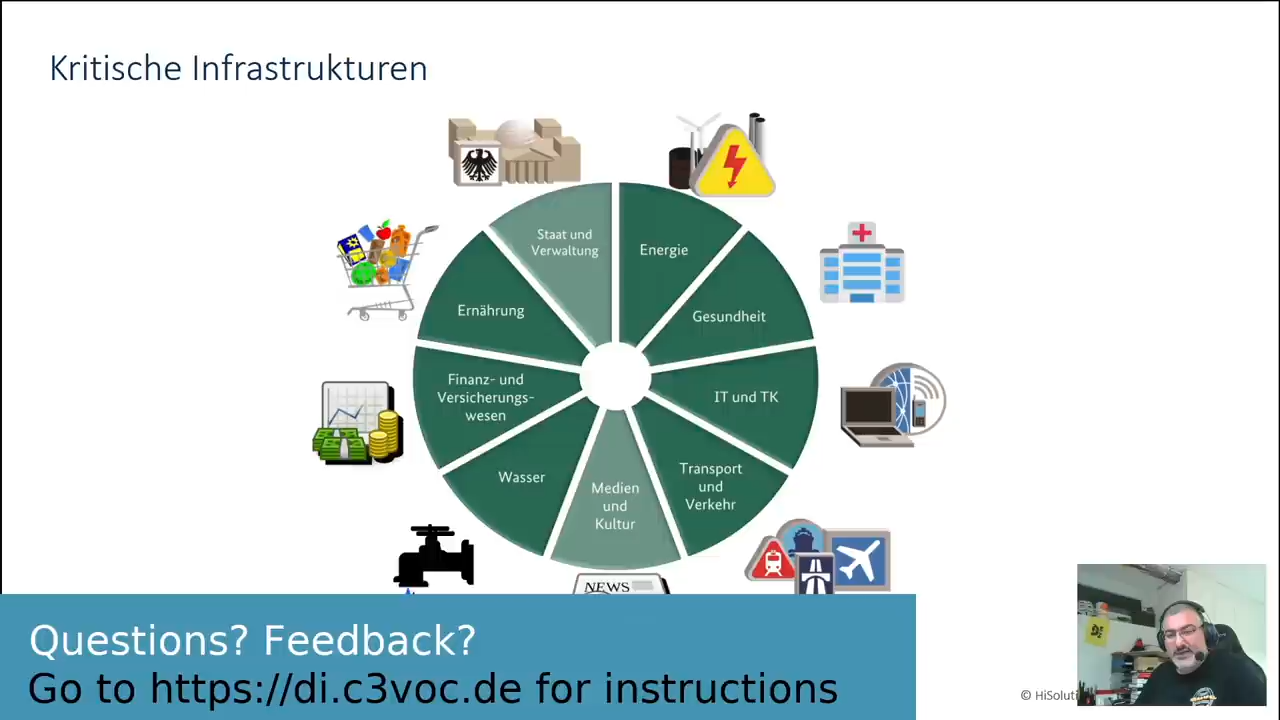 Kritische Infrastrukturen
Staat und
Verwaltung
Energie
Gesundheit
IT und TK
Transport
und
Verkehr
Medien
und
Kultur
Wasser
Finanz- und
Versicherungs-
wesen
Ernährung
NEWS
Questions? Feedback?
Go to https://di.c3voc.de for instructions